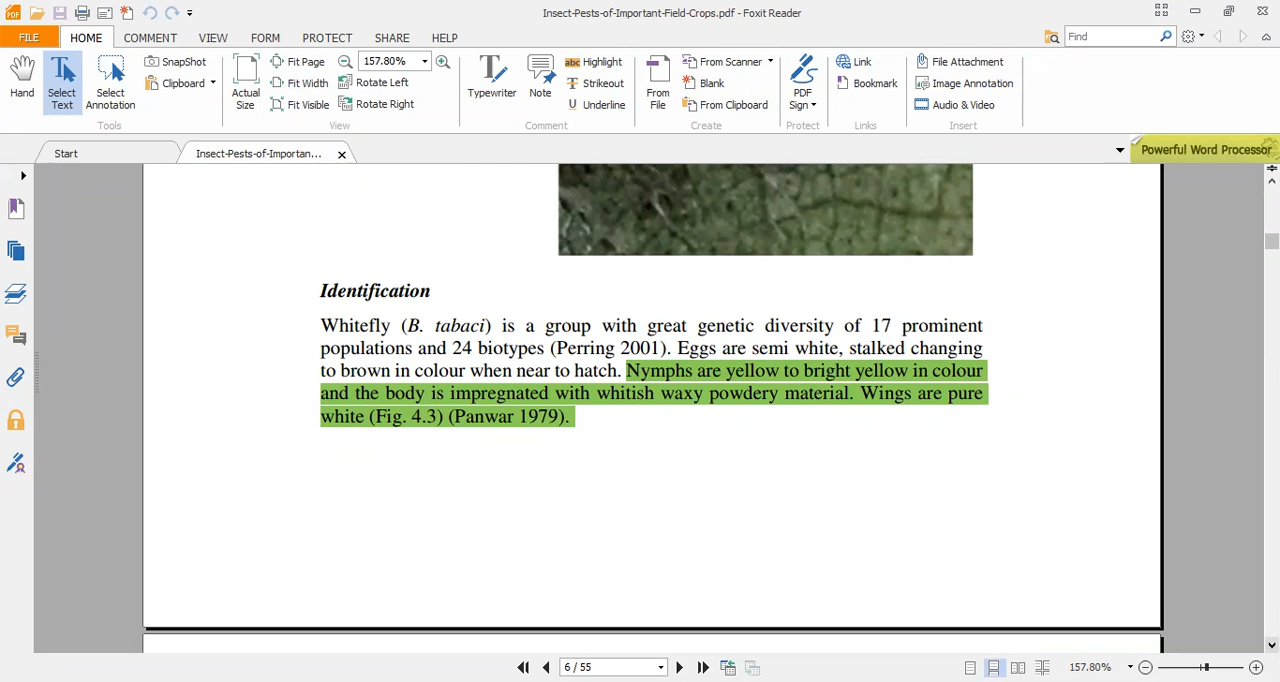 Insect-Pests-of-Important-Field-Crops.pdf - Foxit Reader
FILE HOME COMMENT VIEW FORM PROTECT SHARE HELP Find
Hand
Select Text
Select Annotation
SnapShot
Clipboard
Tools
Actual Size
Fit Page
Fit Width
Fit Visible
157.80%
Rotate Left
Rotate Right
View
Typewriter
Note
abc Highlight
Strikeout
U Underline
Comment
From File
From Scanner
Blank
From Clipboard
Create
PDF Sign
Protect
Link
Bookmark
Links
File Attachment
Image Annotation
Audio & Video
Insert
Start Insect-Pests-of-Importan... Powerful Word Processor
Identification
Whitefly (B. tabaci) is a group with great genetic diversity of 17 prominent
populations and 24 biotypes (Perring 2001). Eggs are semi white, stalked changing
to brown in colour when near to hatch. Nymphs are yellow to bright yellow in colour
and the body is impregnated with whitish waxy powdery material. Wings are pure
white (Fig. 4.3) (Panwar 1979).
6 / 55 157.80%